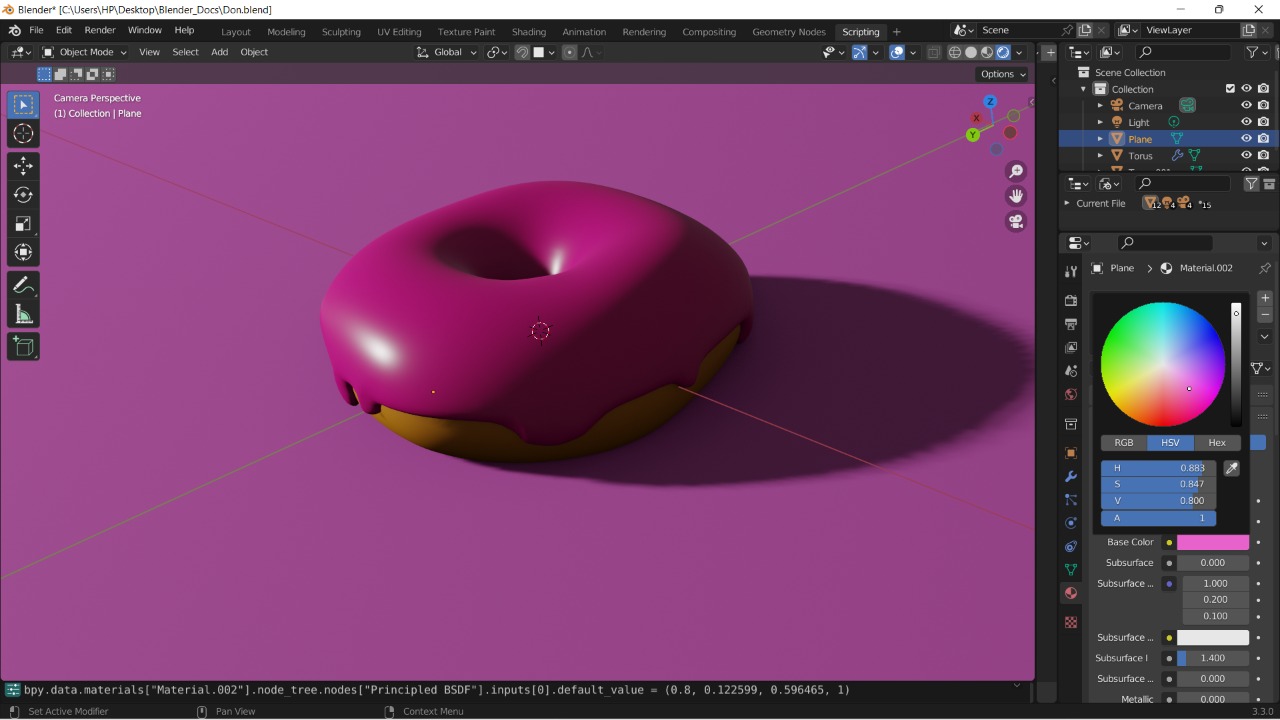 Blender* [C:\Users\HP\Desktop\Blender_Docs\Don.blend]
File Edit Render Window Help Layout Modeling Sculpting UV Editing Texture Paint Shading Animation Rendering Compositing Geometry Nodes Scripting + Scene ViewLayer
Object Mode View Select Add Object Global
Options
Camera Perspective
(1) Collection | Plane
Z
X
Y
Scene Collection
Collection
Camera
Light
Plane
Torus
Current File 12 4 4 15
Plane > Material.002
RGB HSV Hex
H 0.883
S 0.847
V 0.800
A 1
Base Color
Subsurface 0.000
Subsurface ... 1.000
0.200
0.100
Subsurface ...
Subsurface I 1.400
Subsurface ... 0.000
Metallic 0.000
bpy.data.materials["Material.002"].node_tree.nodes["Principled BSDF"].inputs[0].default_value = (0.8, 0.122599, 0.596465, 1)
Set Active Modifier Pan View Context Menu 3.3.0